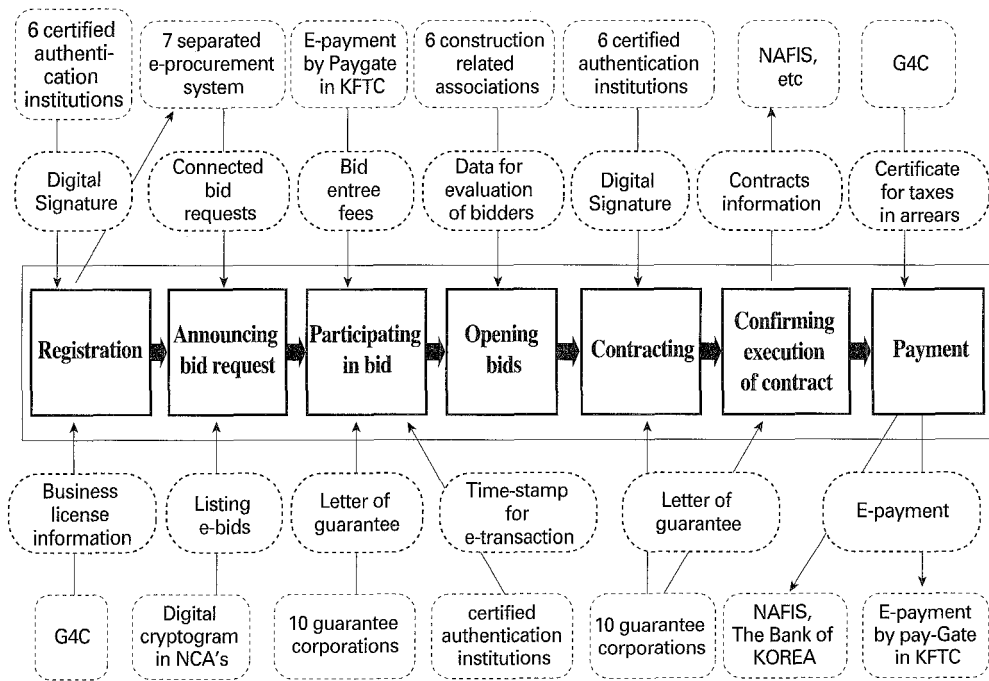 6 certified
authenti-
cation
institutions
7 separated
e-procurement
system
E-payment
by Paygate
in KFTC
6 construction
related
associations
6 certified
authentication
institutions
NAFIS,
etc
G4C
Digital
Signature
Connected
bid
requests
Bid
entree
fees
Data for
evaluation
of bidders
Digital
Signature
Contracts
information
Certificate
for taxes
in arrears
Registration
Announcing
bid request
Participating
in bid
Opening
bids
Contracting
Confirming
execution
of contract
Payment
Business
license
information
Listing
e-bids
Letter of
guarantee
Time-stamp
for
e-transaction
Letter of
guarantee
E-payment
G4C
Digital
cryptogram
in NCA's
10 guarantee
corporations
certified
authentication
institutions
10 guarantee
corporations
NAFIS,
The Bank of
KOREA
E-payment
by pay-Gate
in KFTC